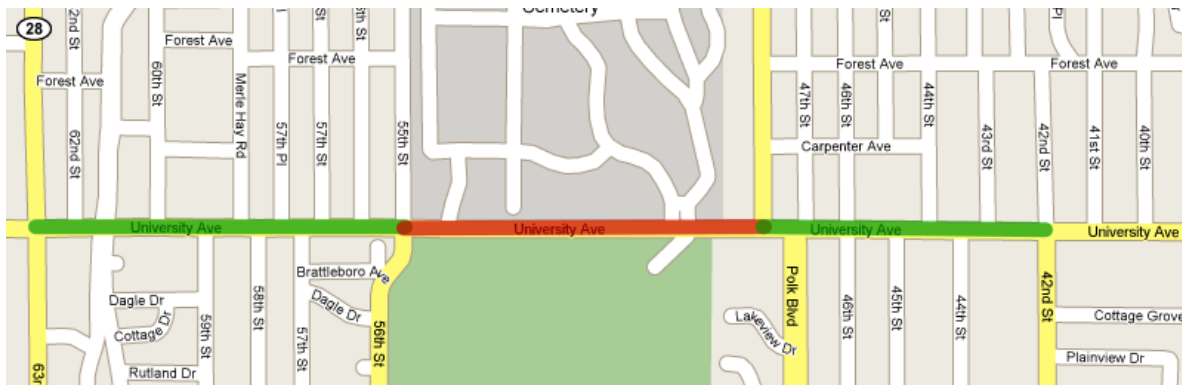 Cemetery
28
Forest Ave
Forest Ave
Forest Ave
Forest Ave
Forest Ave
60th St
Merle Hay Rd
62nd St
57th Pl
57th St
55th St
47th St
46th St
44th St
43rd St
42nd St
41st St
40th St
Carpenter Ave
University Ave
University Ave
University Ave
University Ave
Brattleboro Ave
Dagle Dr
Dagle Dr
Cottage Dr
Rutland Dr
59th St
58th St
57th St
56th St
Lakeview Dr
Polk Blvd
46th St
45th St
44th St
42nd St
Cottage Grove
Plainview Dr